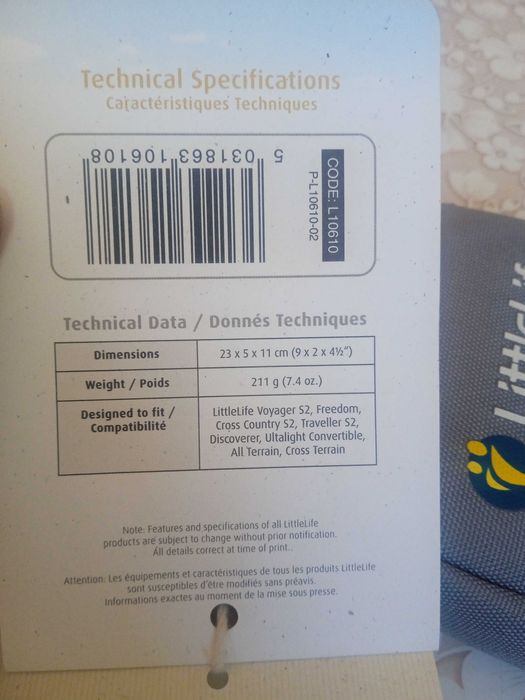 Technical Specifications
Caractéristiques Techniques
5 031863 106108
CODE: L10610
P-L10610-02
Technical Data / Donnés Techniques
Dimensions
23 x 5 x 11 cm (9 x 2 x 4½")
Weight / Poids
211 g (7.4 oz.)
Designed to fit /
Compatibilité
LittleLife Voyager S2, Freedom,
Cross Country S2, Traveller S2,
Discoverer, Ultalight Convertible,
All Terrain, Cross Terrain
Note: Features and specifications of all LittleLife
products are subject to change without prior notification.
All details correct at time of print..
Attention: Les équipements et caractéristiques de tous les produits LittleLife
sont susceptibles d'être modifiés sans préavis.
Informations exactes au moment de la mise sous presse.